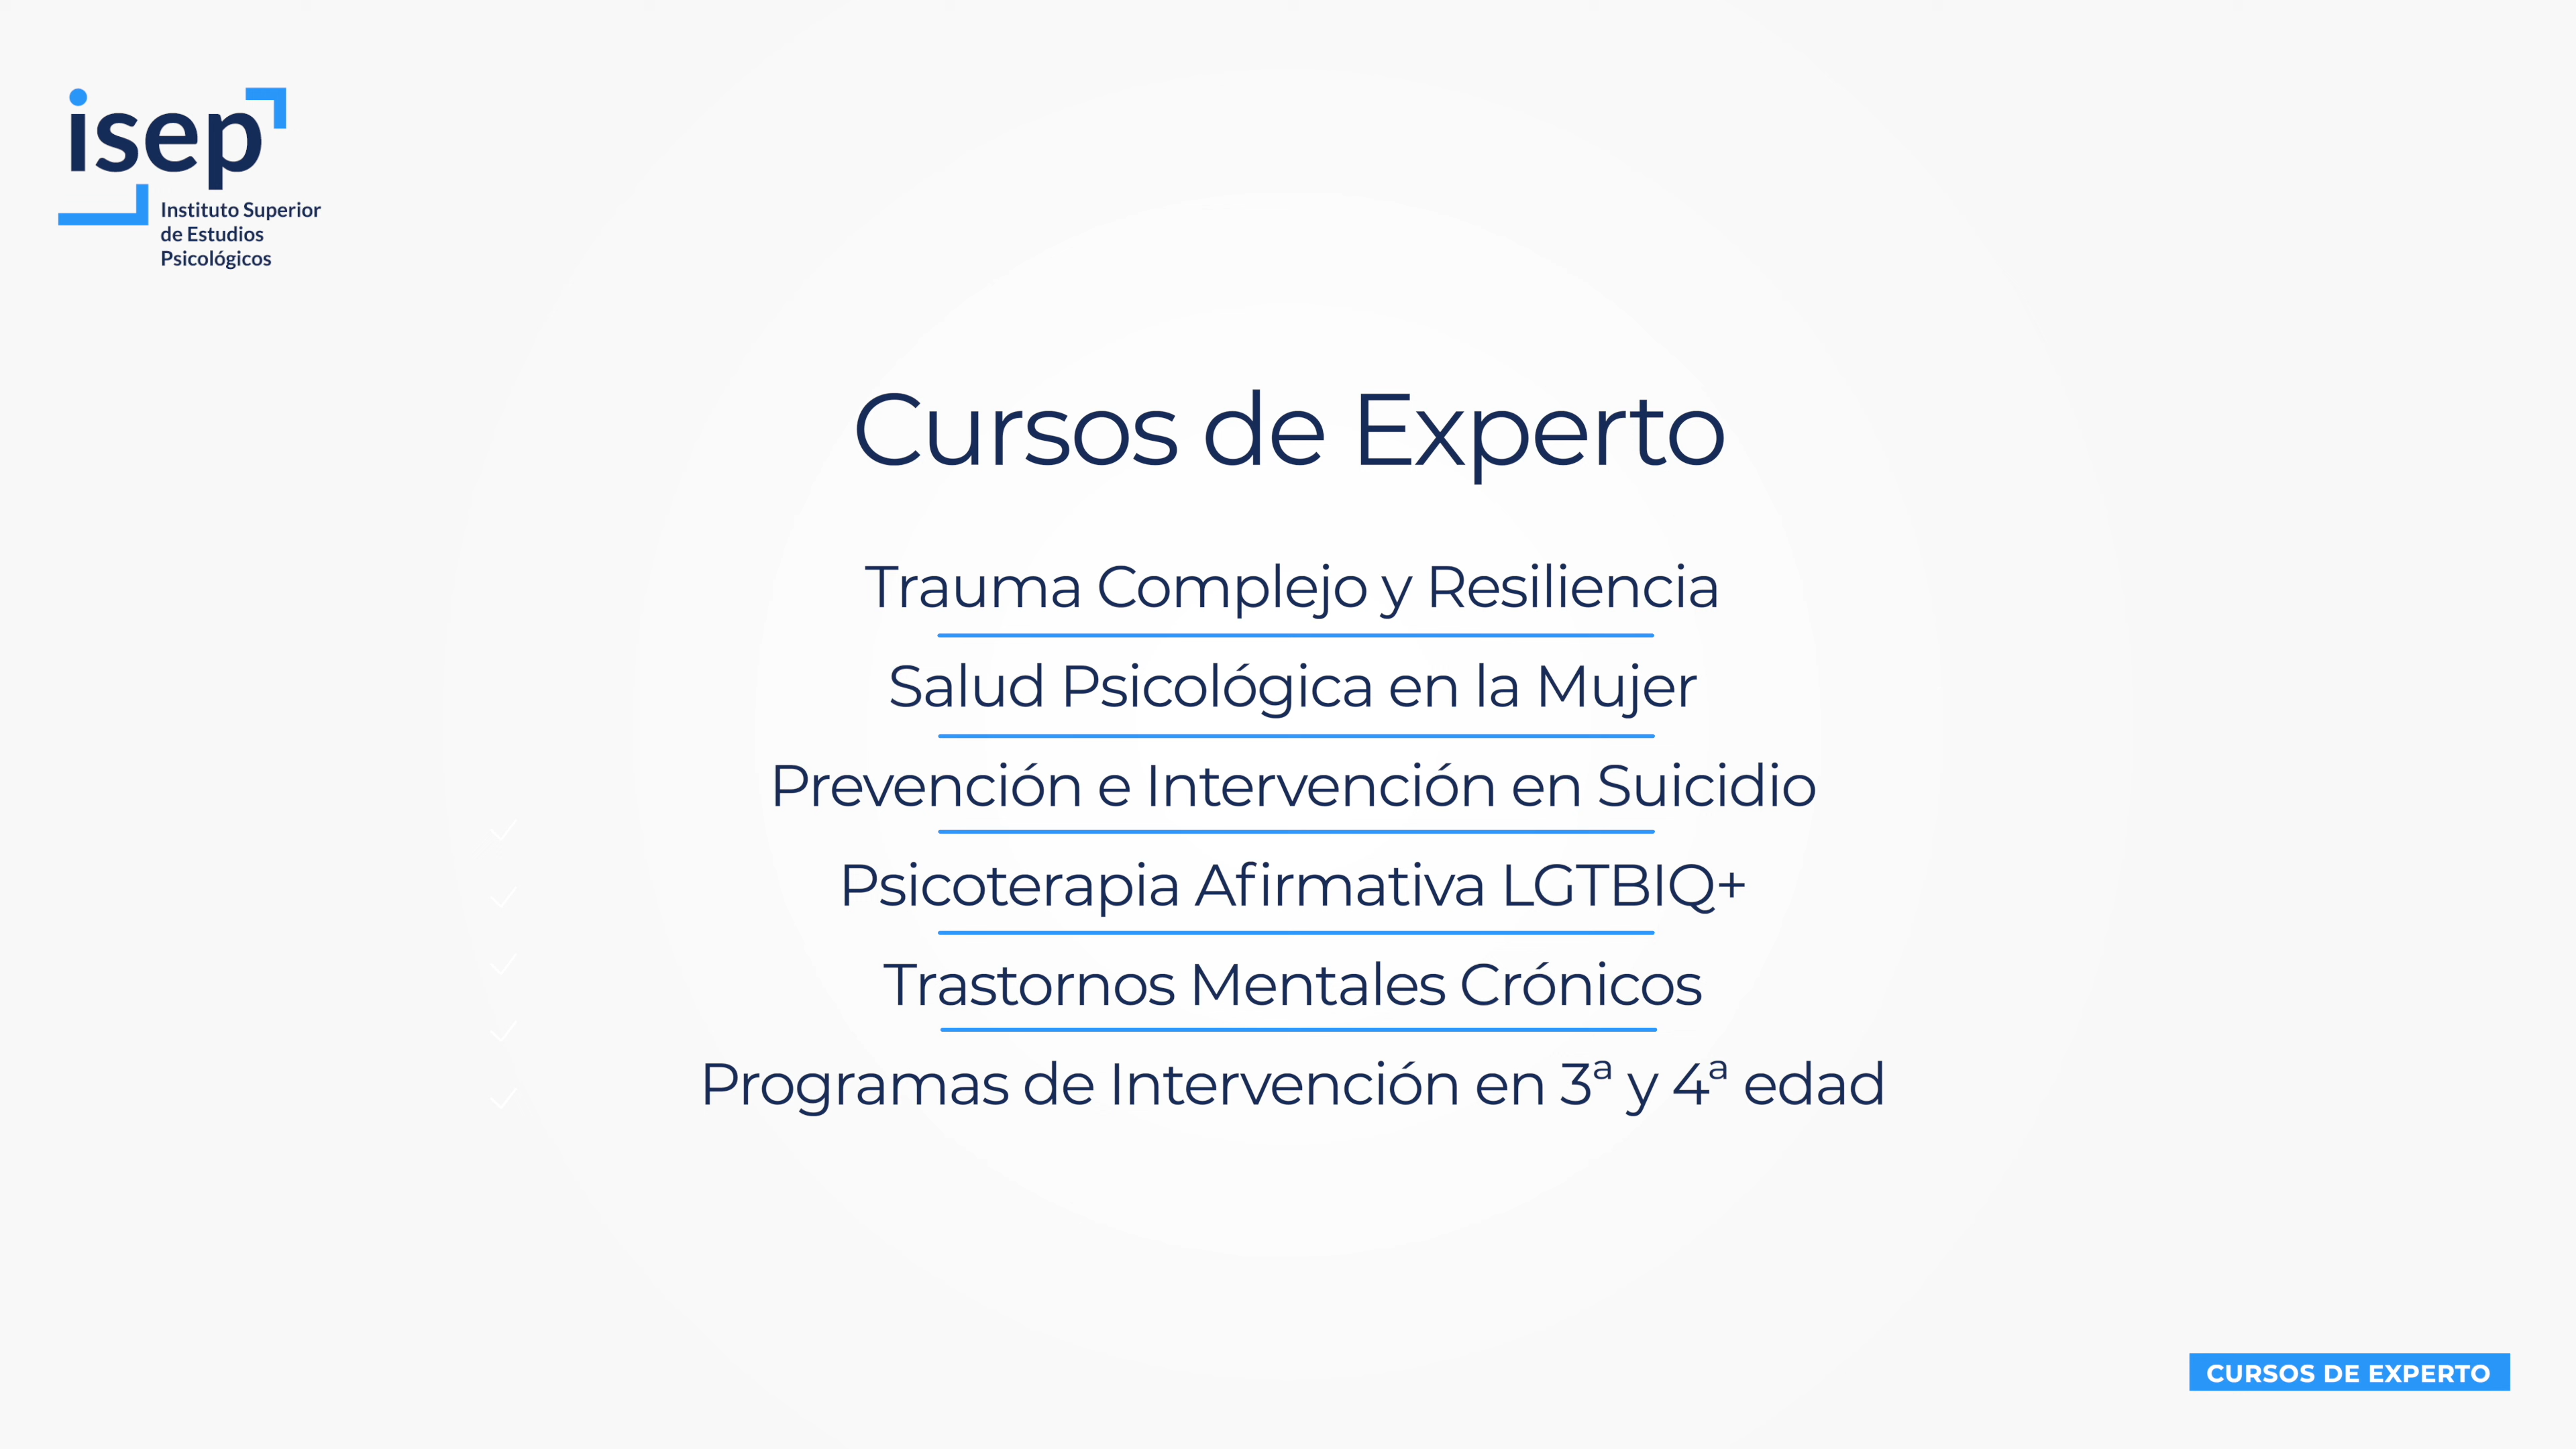 isep
Instituto Superior
de Estudios
Psicológicos
Cursos de Experto
Trauma Complejo y Resiliencia
Salud Psicológica en la Mujer
Prevención e Intervención en Suicidio
Psicoterapia Afirmativa LGTBIQ+
Trastornos Mentales Crónicos
Programas de Intervención en 3ª y 4ª edad
CURSOS DE EXPERTO